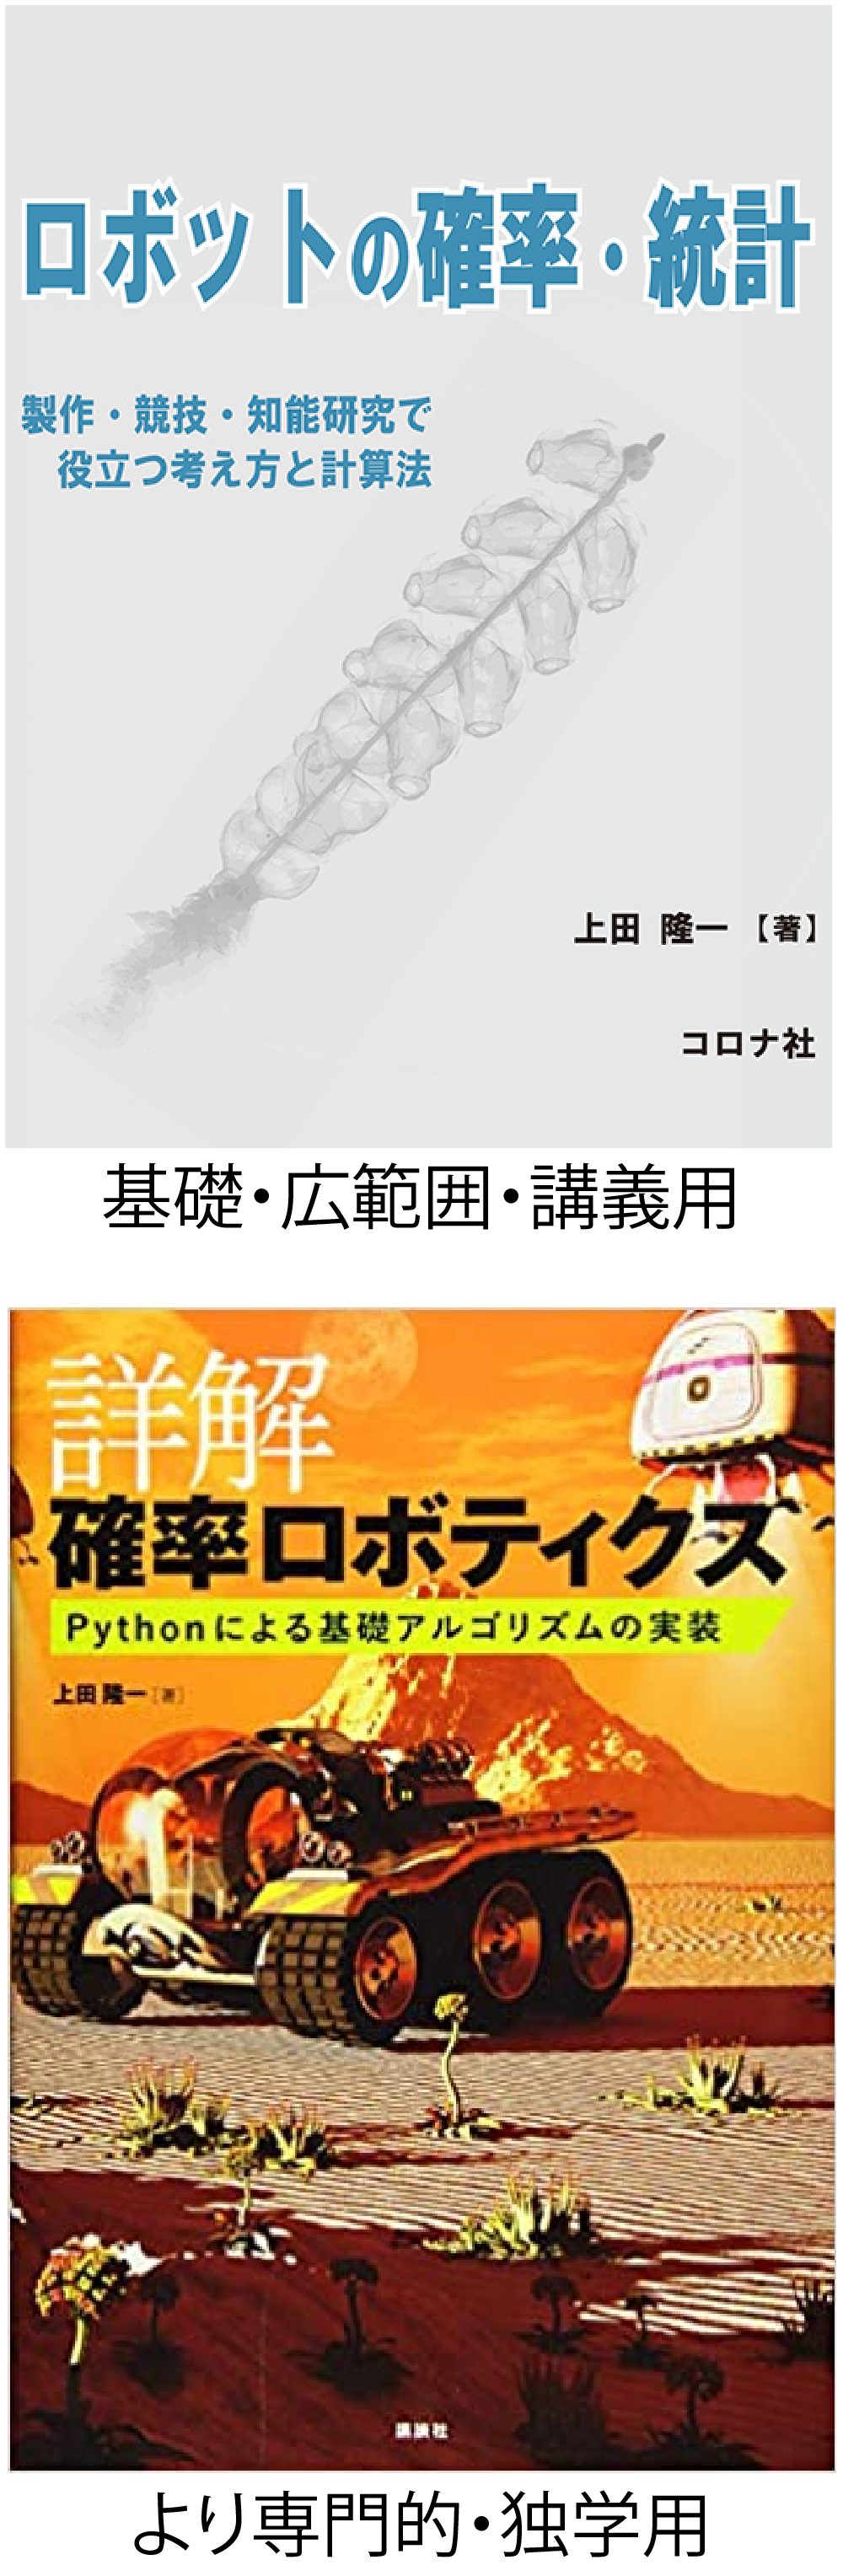 ロボットの確率・統計
製作・競技・知能研究で
役立つ考え方と計算法
上田 隆一 【著】
コロナ社
基礎・広範囲・講義用
詳解
確率ロボティクス
Pythonによる基礎アルゴリズムの実装
上田隆一[著]
講談社
より専門的・独学用